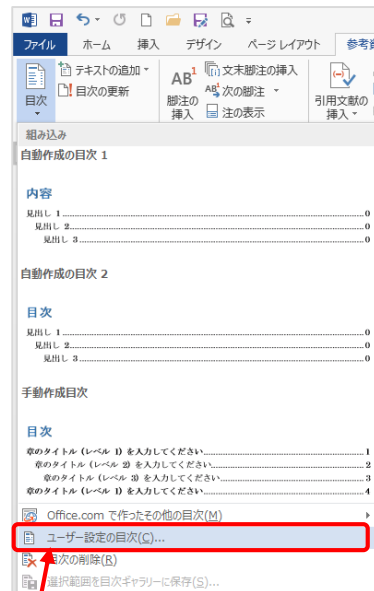 ファイル ホーム 挿入 デザイン ページ レイアウト 参考資
目次
テキストの追加
目次の更新
AB1
脚注の
挿入
文末脚注の挿入
AB1 次の脚注
注の表示
引用文献の
挿入
組み込み
自動作成の目次 1
内容
見出し 1 0
見出し 2 0
見出し 3 0
自動作成の目次 2
目次
見出し 1 0
見出し 2 0
見出し 3 0
手動作成目次
目次
章のタイトル (レベル 1) を入力してください 1
章のタイトル (レベル 2) を入力してください 2
章のタイトル (レベル 3) を入力してください 3
章のタイトル (レベル 1) を入力してください 4
Office.com で作ったその他の目次(M)
ユーザー設定の目次(C)...
目次の削除(R)
選択範囲を目次ギャラリーに保存(S)...